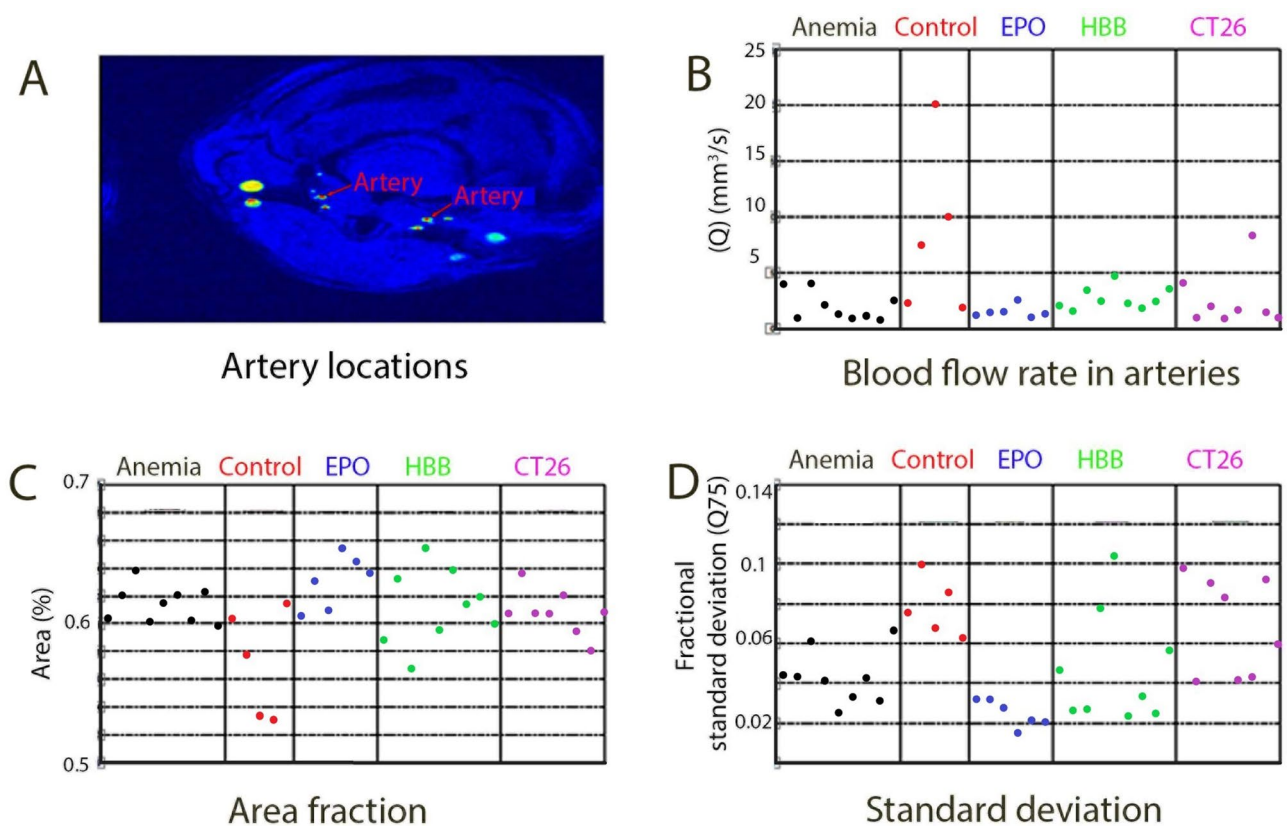 A
Artery
Artery
Artery locations
B
Anemia Control EPO HBB CT26
25
20
15
10
5
(Q) (mm³/s)
Blood flow rate in arteries
C
Anemia Control EPO HBB CT26
0.7
0.6
0.5
Area (%)
Area fraction
D
Anemia Control EPO HBB CT26
0.14
0.1
0.06
0.02
Fractional
standard deviation (Q75)
Standard deviation